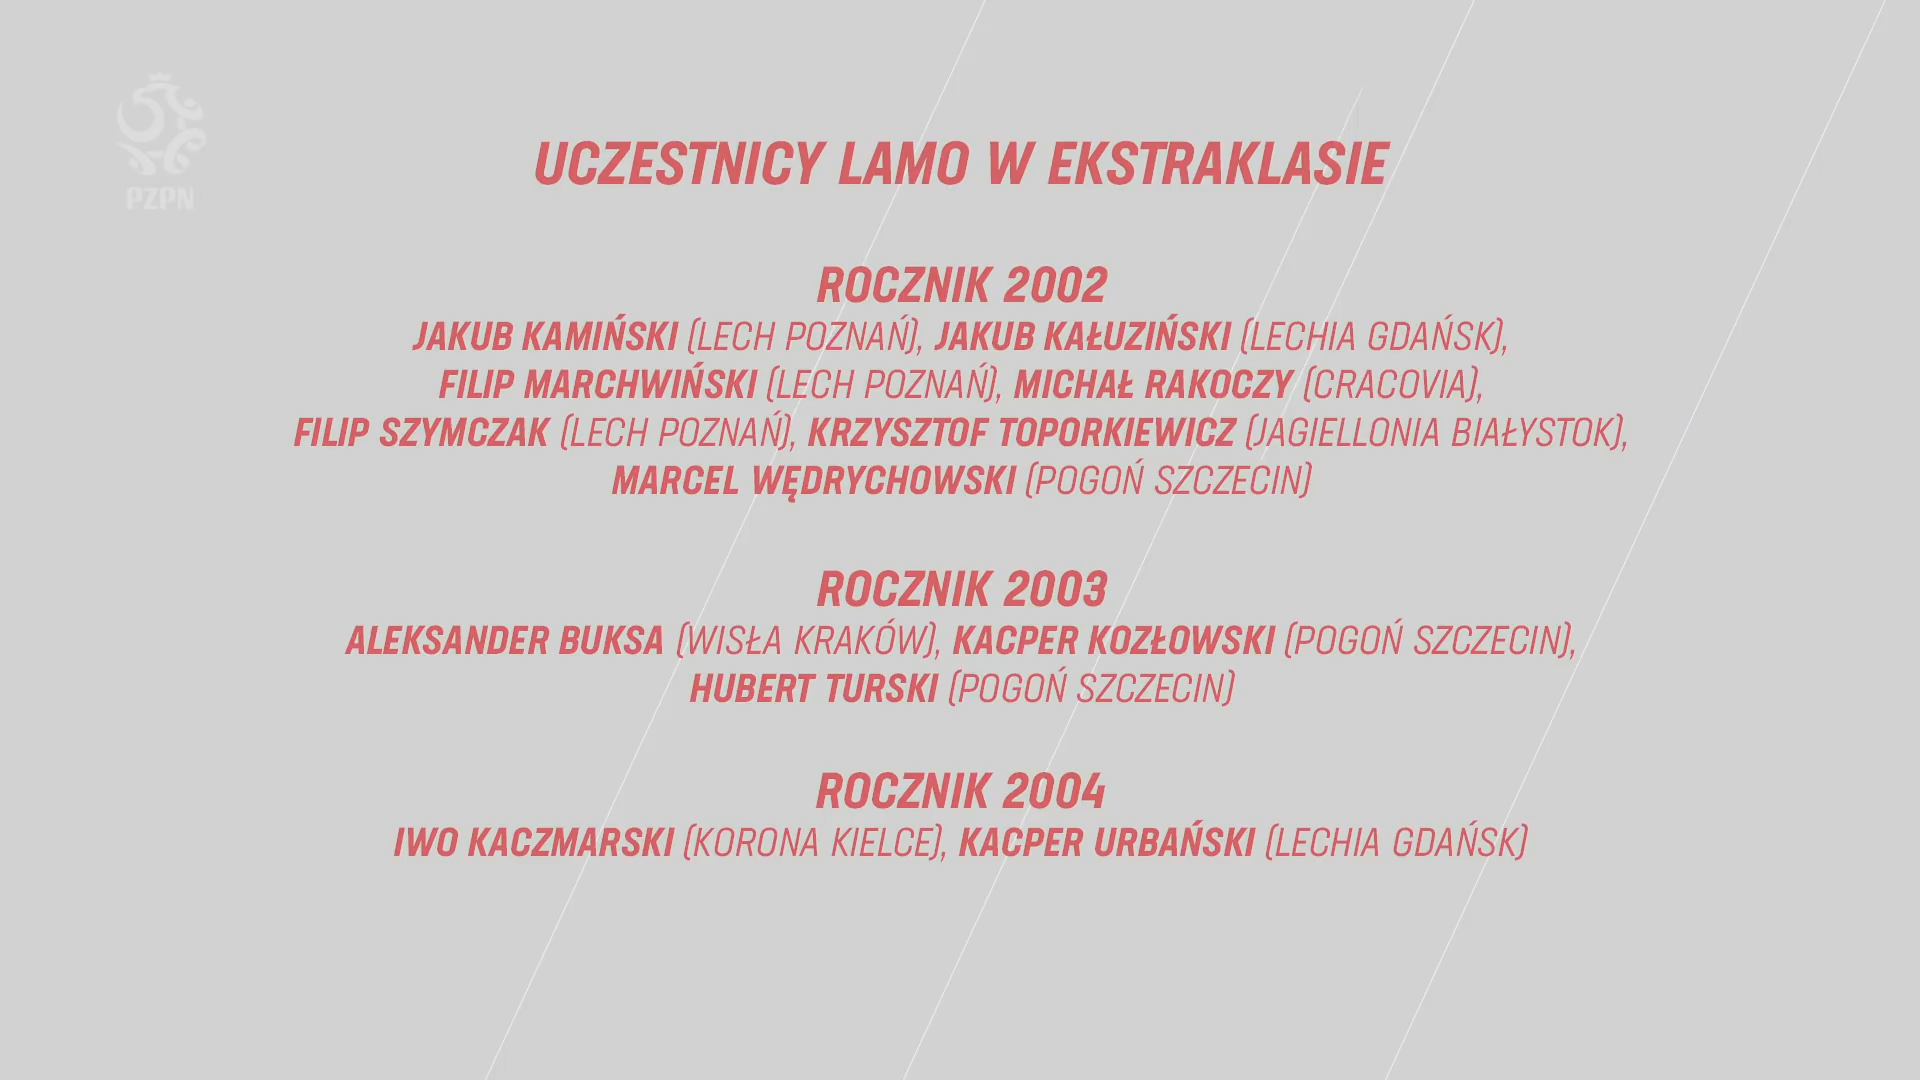 PZPN
UCZESTNICY LAMO W EKSTRAKLASIE
ROCZNIK 2002
JAKUB KAMIŃSKI (LECH POZNAŃ), JAKUB KAŁUZIŃSKI (LECHIA GDAŃSK),
FILIP MARCHWIŃSKI (LECH POZNAŃ), MICHAŁ RAKOCZY (CRACOVIA),
FILIP SZYMCZAK (LECH POZNAŃ), KRZYSZTOF TOPORKIEWICZ (JAGIELLONIA BIAŁYSTOK),
MARCEL WĘDRYCHOWSKI (POGOŃ SZCZECIN)
ROCZNIK 2003
ALEKSANDER BUKSA (WISŁA KRAKÓW), KACPER KOZŁOWSKI (POGOŃ SZCZECIN),
HUBERT TURSKI (POGOŃ SZCZECIN)
ROCZNIK 2004
IWO KACZMARSKI (KORONA KIELCE), KACPER URBAŃSKI (LECHIA GDAŃSK)